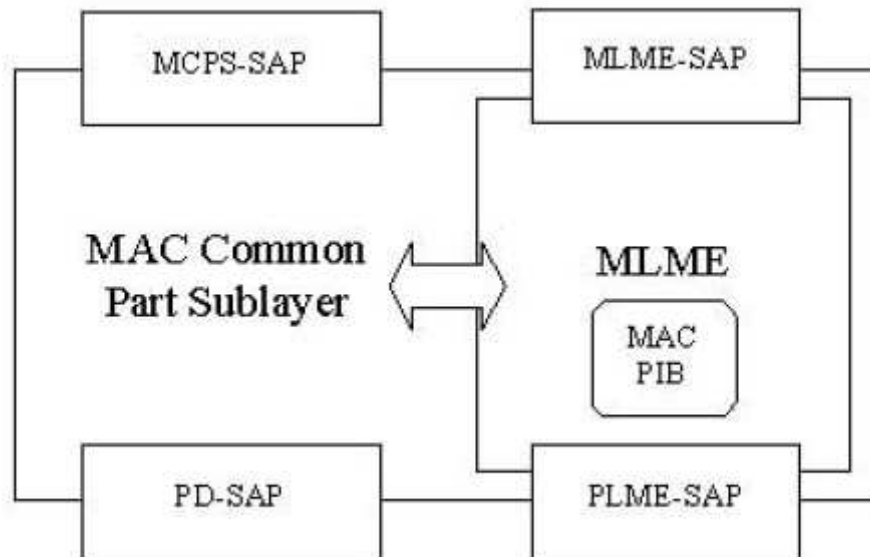 MCPS-SAP
MLME-SAP
MAC Common
Part Sublayer
MLME
MAC
PIB
PD-SAP
PLME-SAP